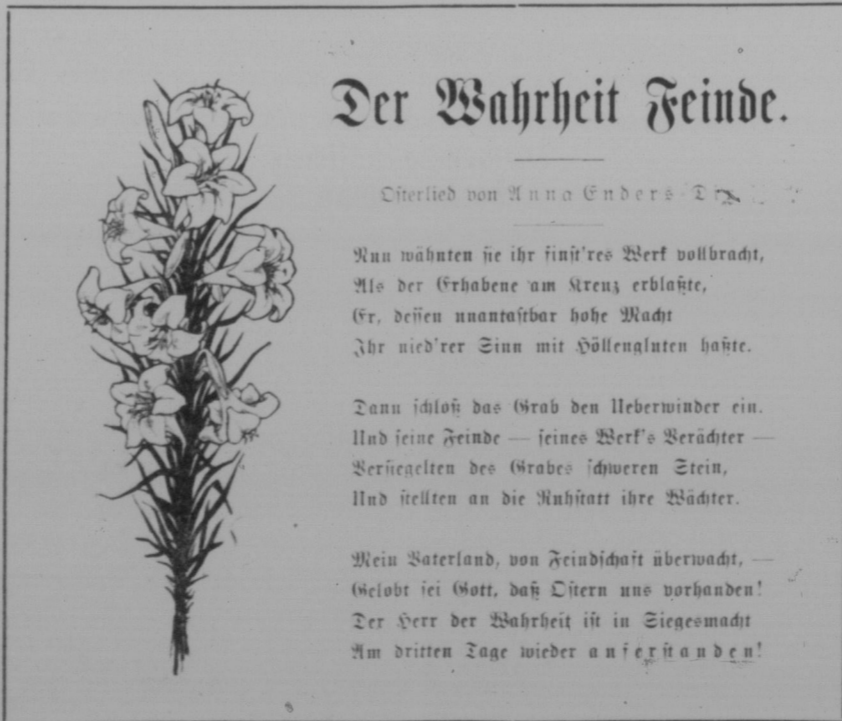 Der Wahrheit Feinde.
Osterlied von Anna Enders
Nun wähnten sie ihr finst'res Werk vollbracht,
Als der Erhabene am Kreuz erblaßte,
Er, dessen unantastbar hohe Macht
Ihr nied'rer Sinn mit Höllengluten haßte.
Dann schloß das Grab den Ueberwinder ein.
Und seine Feinde — seines Werk's Verächter —
Versiegelten des Grabes schweren Stein,
Und stellten an die Ruhstatt ihre Wächter.
Mein Vaterland, von Feindschaft überwacht, —
Gelobt sei Gott, daß Ostern uns vorhanden!
Der Herr der Wahrheit ist in Siegesmacht
Am dritten Tage wieder auferstanden!